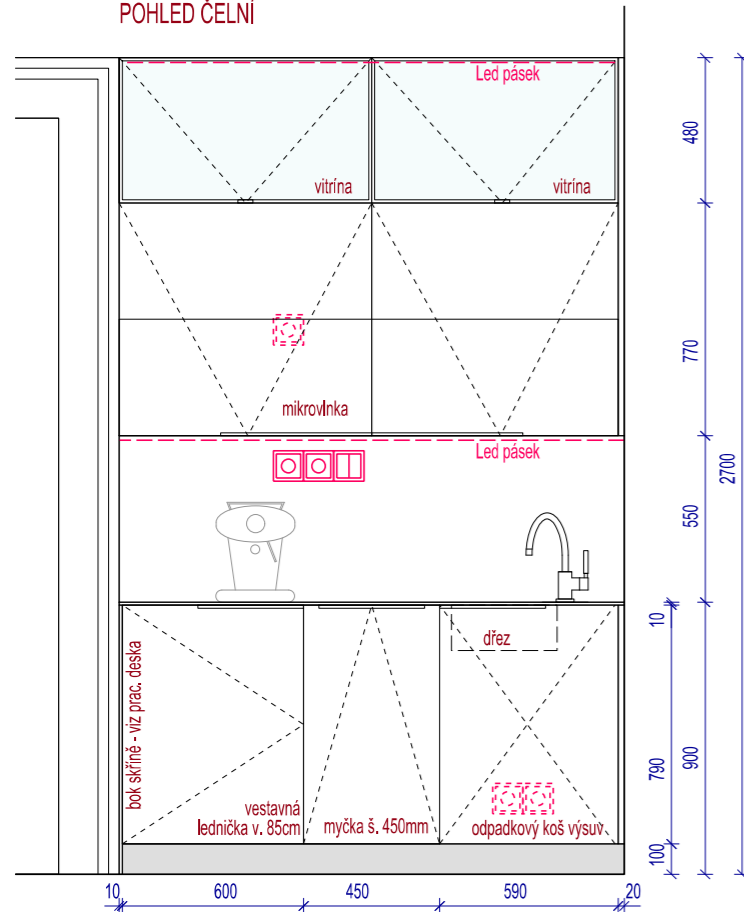 POHLED ČELNÍ
Led pásek
480
vitrína
vitrína
770
mikrovlnka
Led pásek
2700
550
10
dřez
bok skříně - viz prac. deska
790
900
vestavná
lednička v. 85cm
myčka š. 450mm
odpadkový koš výsuv
100
10
600
450
590
20